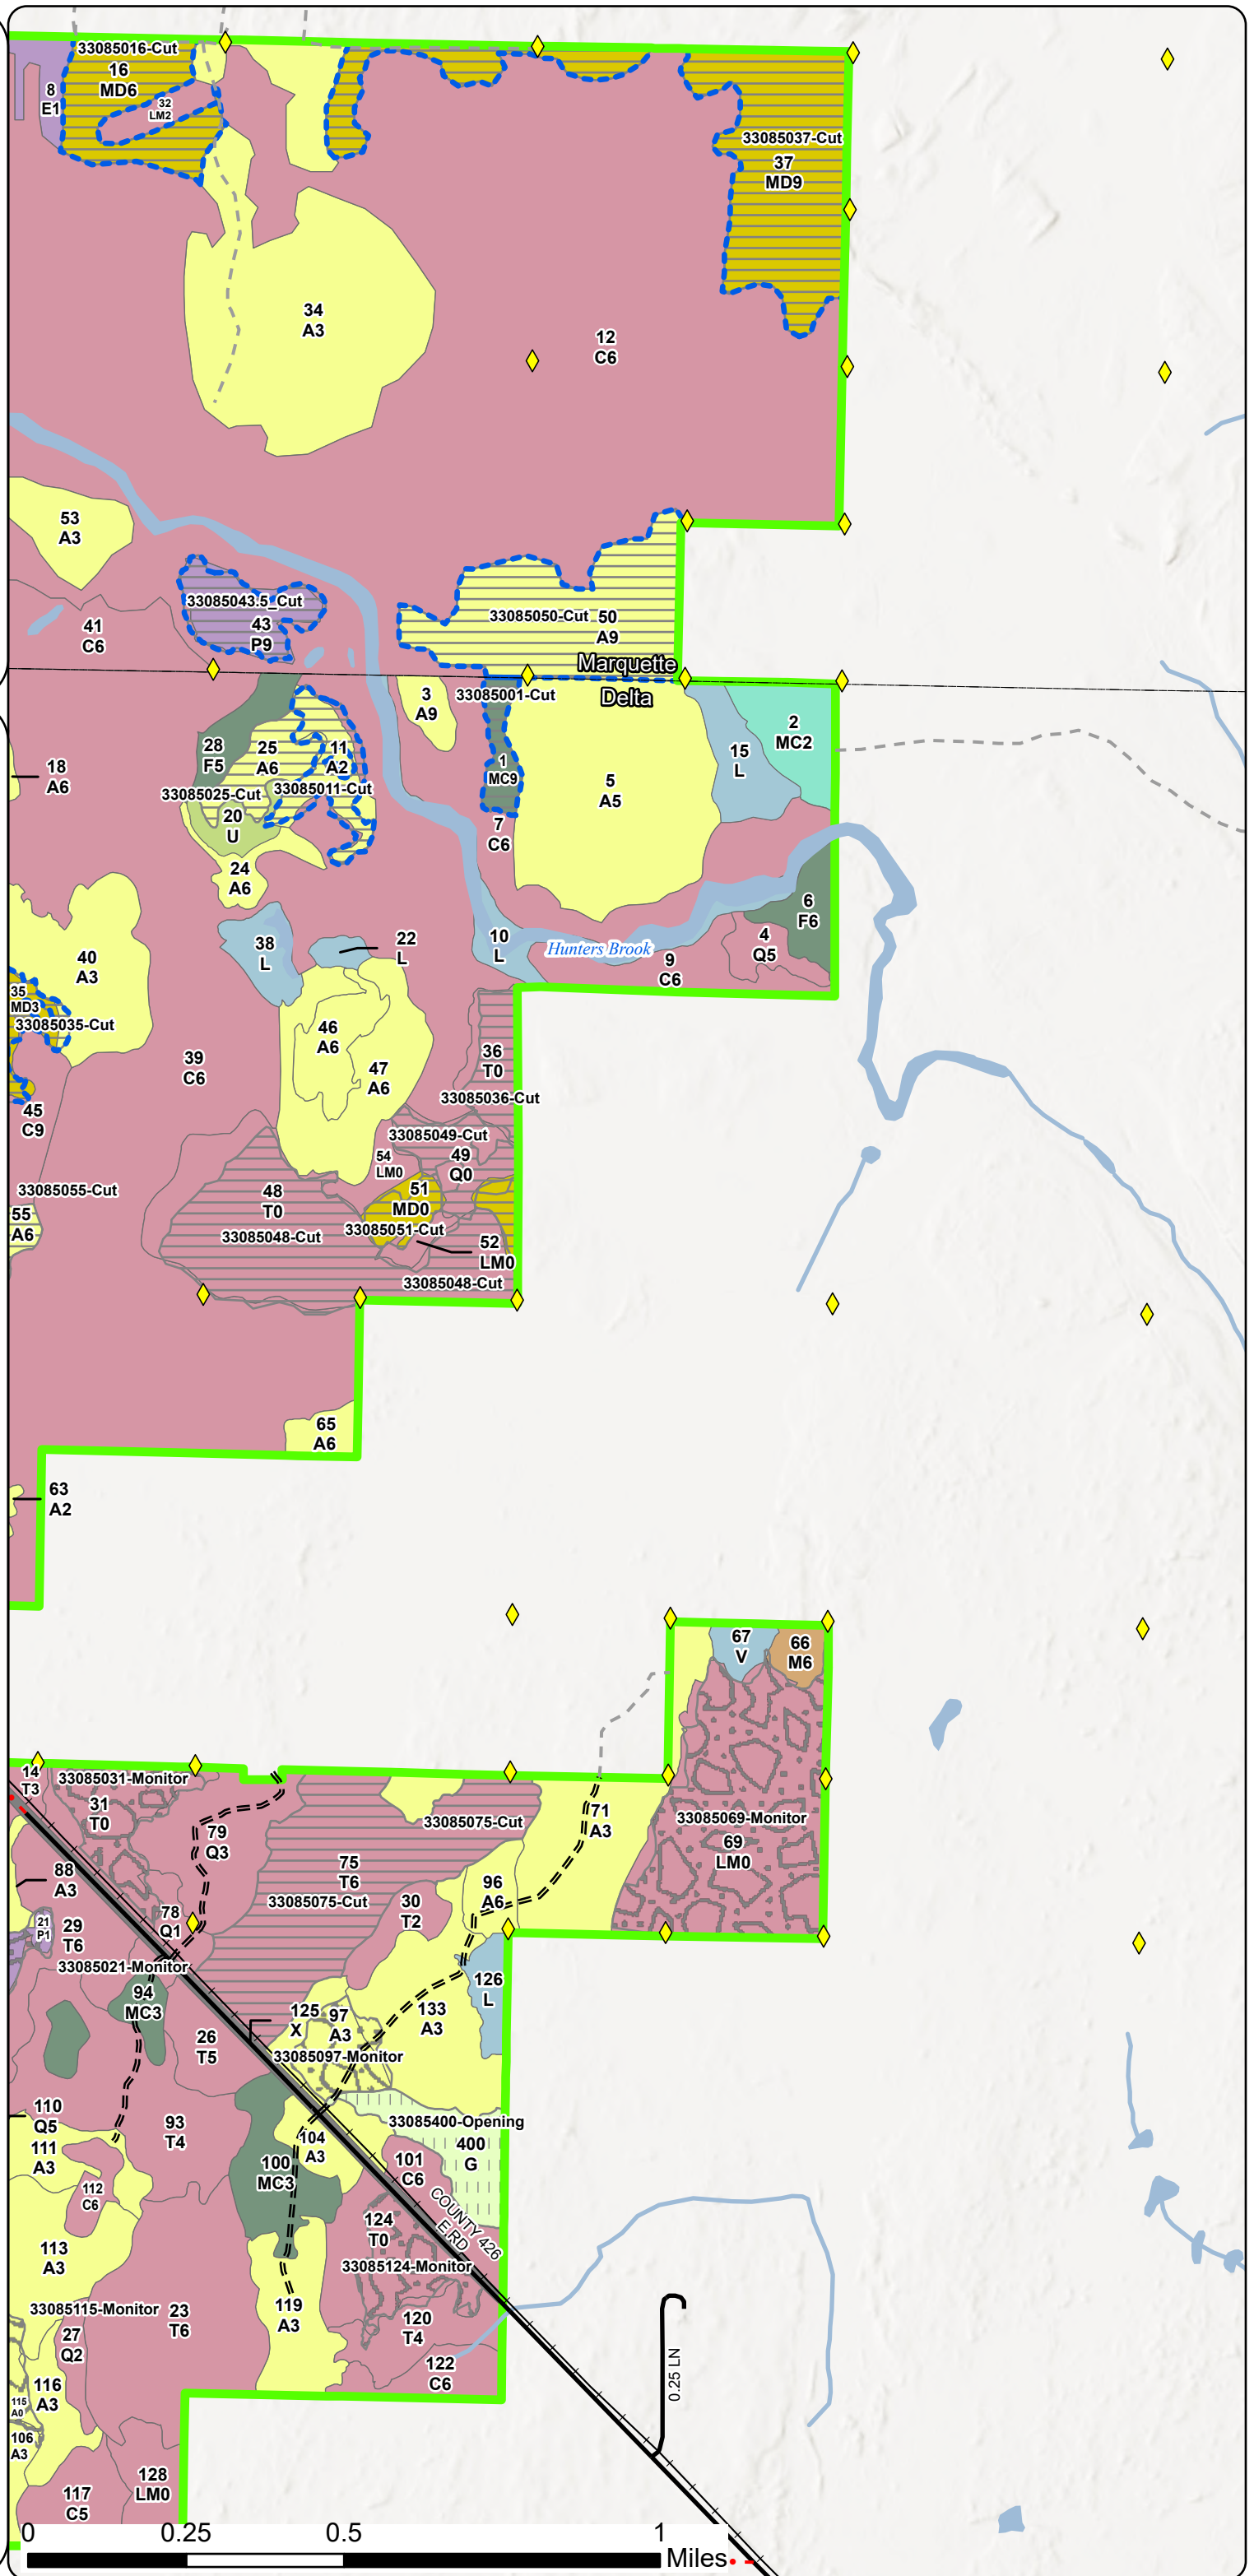 33085016-Cut
16
MD6
8
E1
32
LM2
33085037-Cut
37
MD9
34
A3
12
C6
53
A3
33085043.5_Cut
43
P9
33085050-Cut
50
A9
41
C6
Marquette
Delta
3
A9
33085001-Cut
2
MC2
15
L
28
F5
25
A6
11
A2
1
MC9
18
A6
5
A5
33085025-Cut
33085011-Cut
20
U
7
C6
24
A6
6
F6
38
L
22
L
10
L
Hunters Brook
4
Q5
9
C6
40
A3
35
MD3
33085035-Cut
46
A6
47
A6
36
T0
39
C6
33085036-Cut
45
C9
33085049-Cut
49
Q0
54
LM0
33085055-Cut
48
T0
51
MD0
55
A6
33085051-Cut
33085048-Cut
52
LM0
33085048-Cut
65
A6
63
A2
67
V
66
M6
14
T3
33085031-Monitor
31
T0
79
Q3
33085075-Cut
71
A3
33085069-Monitor
69
LM0
75
T6
33085075-Cut
88
A3
96
A6
30
T2
78
Q1
21
P1
29
T6
33085021-Monitor
94
MC3
126
L
125
X
97
A3
133
A3
26
T5
33085097-Monitor
110
Q5
93
T4
33085400-Opening
400
G
104
A3
111
A3
100
MC3
101
C6
112
C6
COUNTY 426
E RD
124
T0
113
A3
33085124-Monitor
33085115-Monitor
23
T6
119
A3
120
T4
27
Q2
122
C6
0.25 LN
116
A3
115
A0
106
A3
128
LM0
117
C5
0 0.25 0.5 1
Miles